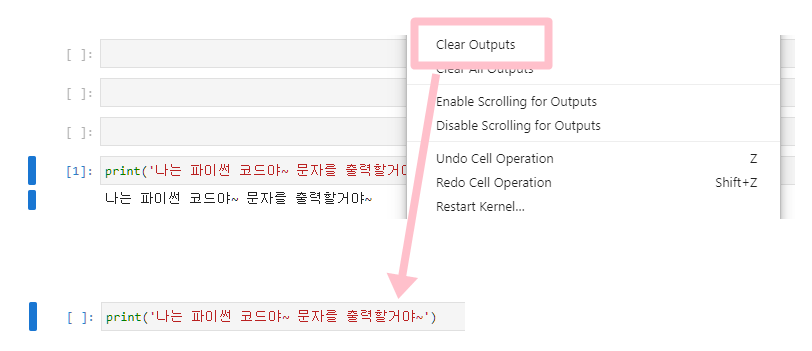 Clear Outputs
[ ]:
Clear All Outputs
[ ]:
Enable Scrolling for Outputs
Disable Scrolling for Outputs
[ ]:
Undo Cell Operation Z
[1]: print('나는 파이썬 코드야~ 문자을 출력할거야
Redo Cell Operation Shift+Z
나는 파이썬 코드야~ 문자을 출력할거야~
Restart Kernel...
[ ]: print('나는 파이썬 코드야~ 문자을 출력할거야~')